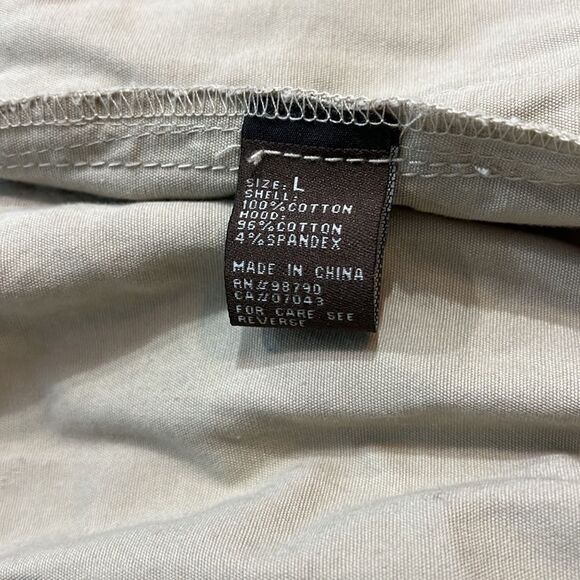 SIZE: L
SHELL:
100%COTTON
HOOD:
96%COTTON
4%SPANDEX
MADE IN CHINA
RN#98790
CA#07043
FOR CARE SEE
REVERSE